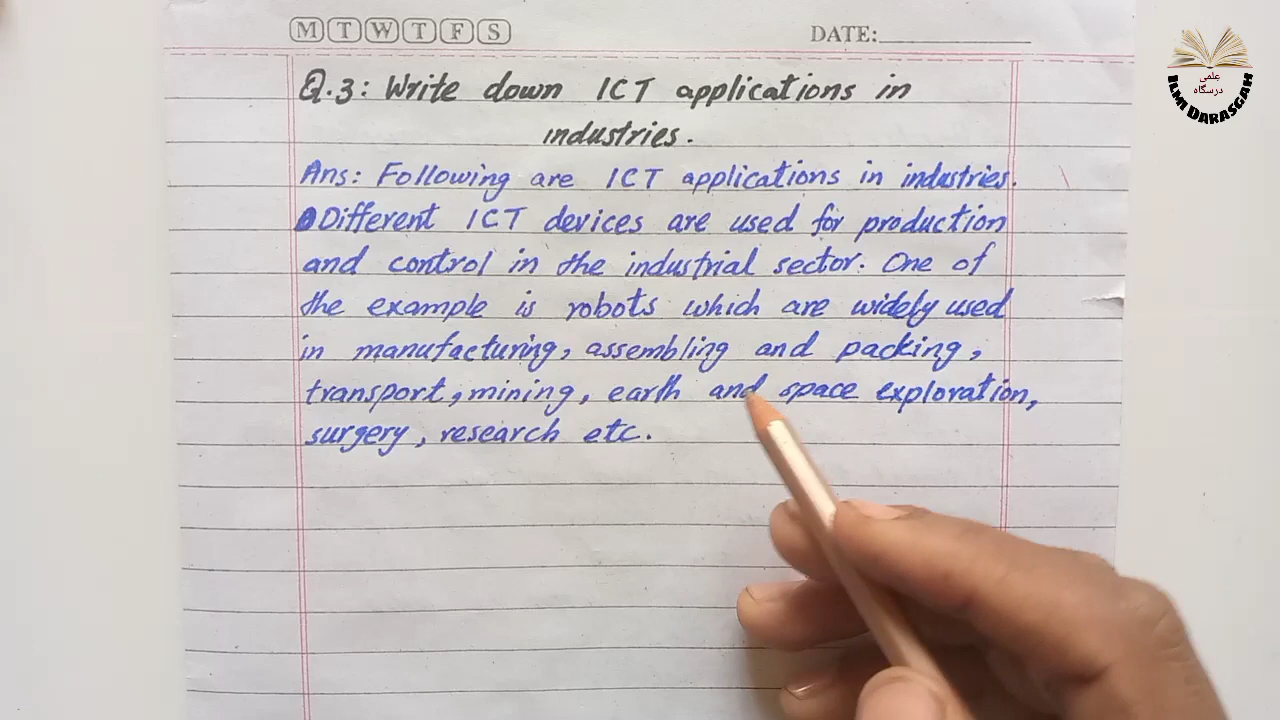 M T W T F S
DATE:
Q.3: Write down ICT applications in
industries.
Ans: Following are ICT applications in industries.
Different ICT devices are used for production
and control in the industrial sector. One of
the example is robots which are widely used
in manufacturing, assembling and packing,
transport, mining, earth and space exploration,
surgery, research etc.
علمی
درسگاہ
ILMI DARASGAH